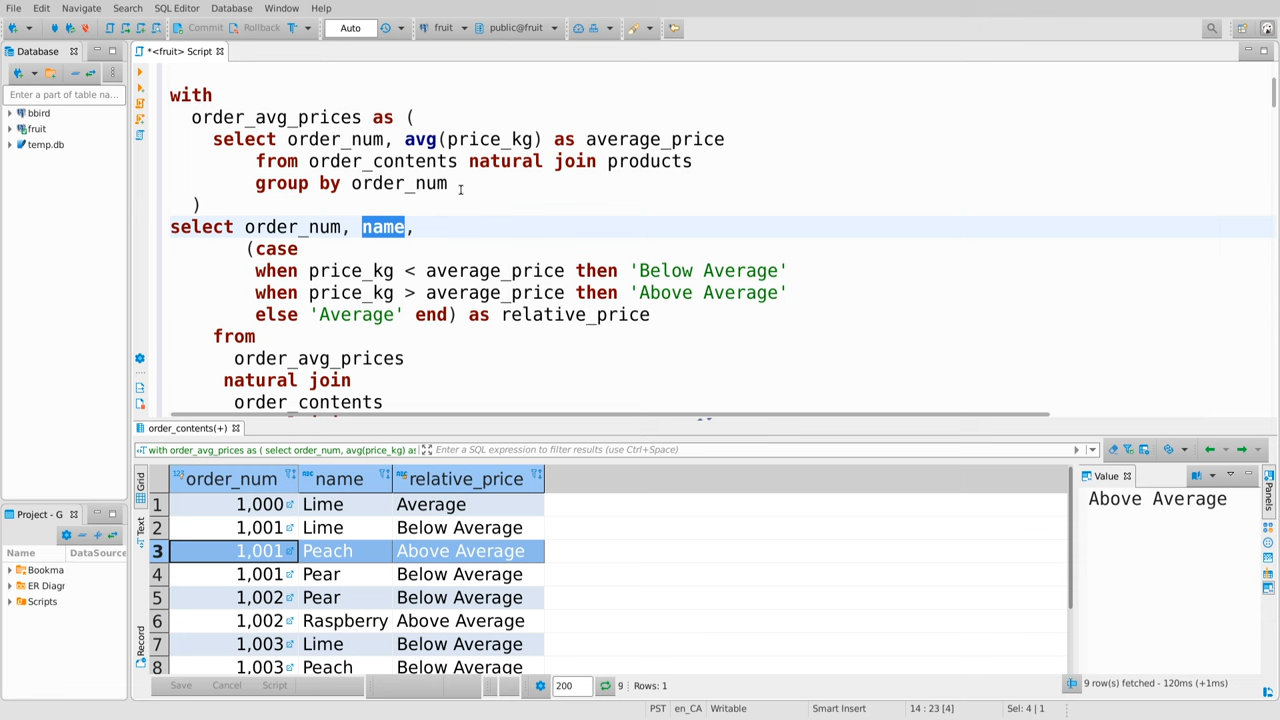 File Edit Navigate Search SQL Editor Database Window Help
Commit Rollback Auto fruit public@fruit
Database *<fruit> Script
Enter a part of table na...
bbird
fruit
temp.db
with
order_avg_prices as (
select order_num, avg(price_kg) as average_price
from order_contents natural join products
group by order_num
)
select order_num, name,
(case
when price_kg < average_price then 'Below Average'
when price_kg > average_price then 'Above Average'
else 'Average' end) as relative_price
from
order_avg_prices
natural join
order_contents
order_contents(+)
with order_avg_prices as ( select order_num, avg(price_kg) as Enter a SQL expression to filter results (use Ctrl+Space)
Grid
Text
Record
order_num name relative_price
1 1,000 Lime Average
2 1,001 Lime Below Average
3 1,001 Peach Above Average
4 1,001 Pear Below Average
5 1,002 Pear Below Average
6 1,002 Raspberry Above Average
7 1,003 Lime Below Average
8 1,003 Peach Below Average
Value
Above Average
Panels
Project - G
Name DataSource
Bookma
ER Diagr
Scripts
Save Cancel Script 200 9 Rows: 1 9 row(s) fetched - 120ms (+1ms)
PST en_CA Writable Smart Insert 14 : 23 [4] Sel: 4 | 1